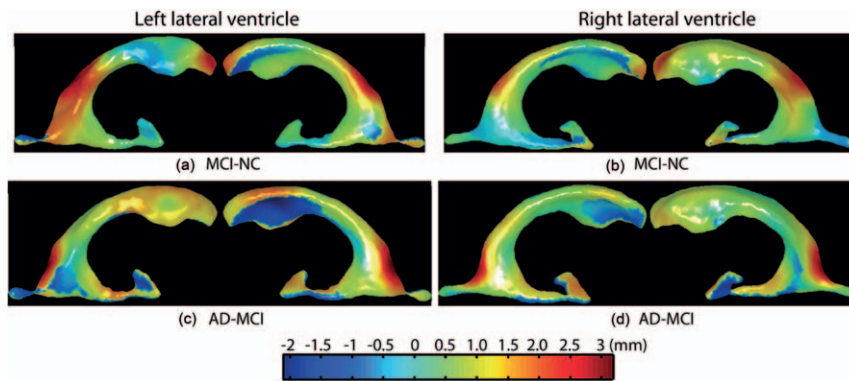 Left lateral ventricle
Right lateral ventricle
(a) MCI-NC
(b) MCI-NC
(c) AD-MCI
(d) AD-MCI
-2 -1.5 -1 -0.5 0 0.5 1.0 1.5 2.0 2.5 3 (mm)